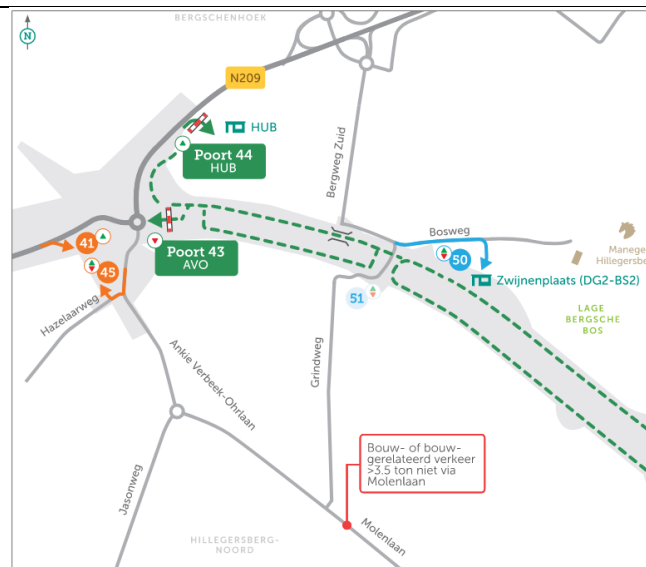 BERGSCHENHOEK
N
N209
HUB
Poort 44
HUB
Bergweg Zuid
Poort 43
AVO
41
45
Bosweg
50
Manege
Hillegersbe
Zwijnenplaats (DG2-BS2)
51
LAGE
BERGSCHE
BOS
Hazelaarweg
Ankie Verbeek-Ohrlaan
Grindweg
Jasonweg
Bouw- of bouw-
gerelateerd verkeer
>3.5 ton niet via
Molenlaan
Molenlaan
HILLEGERSBERG-
NOORD